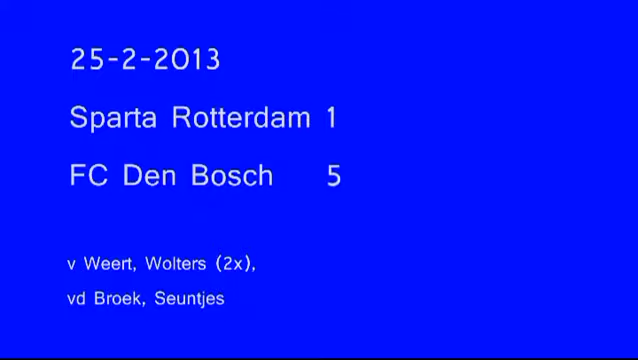 25-2-2013
Sparta Rotterdam 1
FC Den Bosch 5
v Weert, Wolters (2x),
vd Broek, Seuntjes